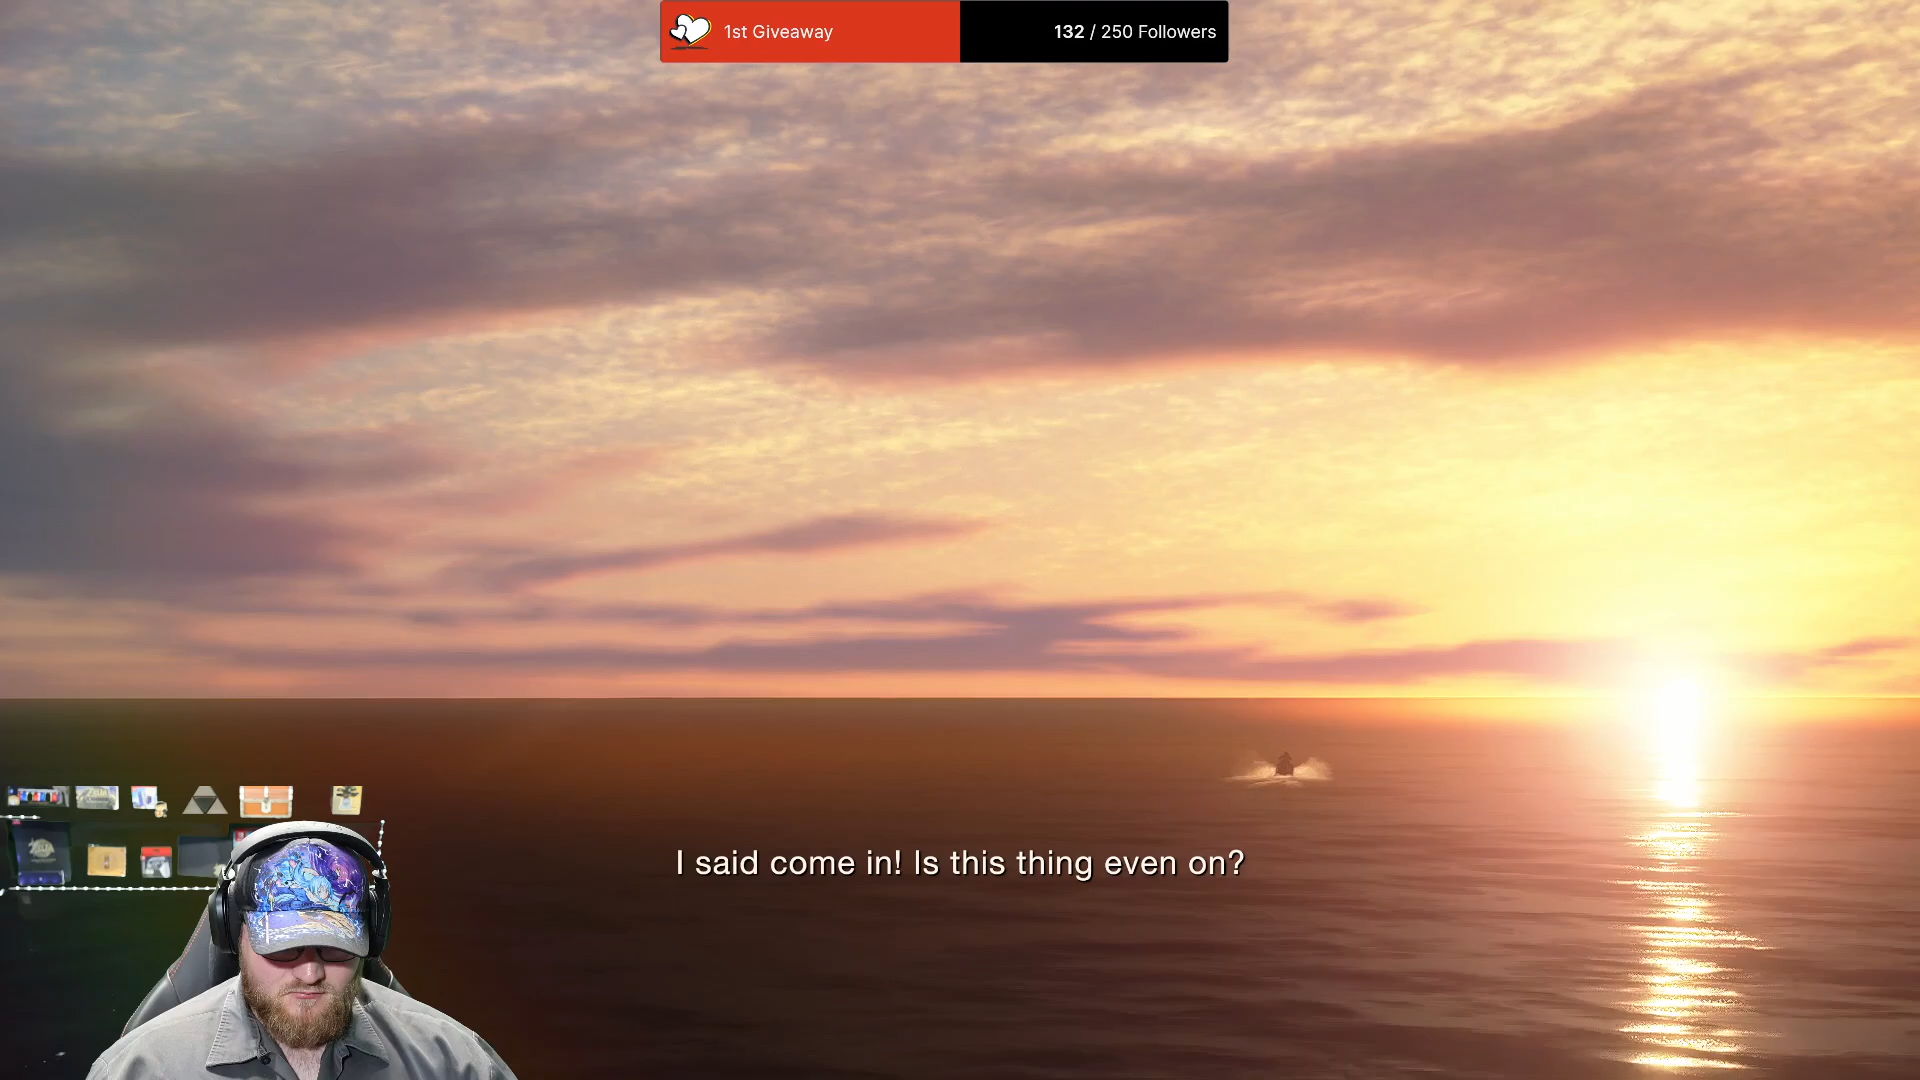 1st Giveaway
132 / 250 Followers
I said come in! Is this thing even on?